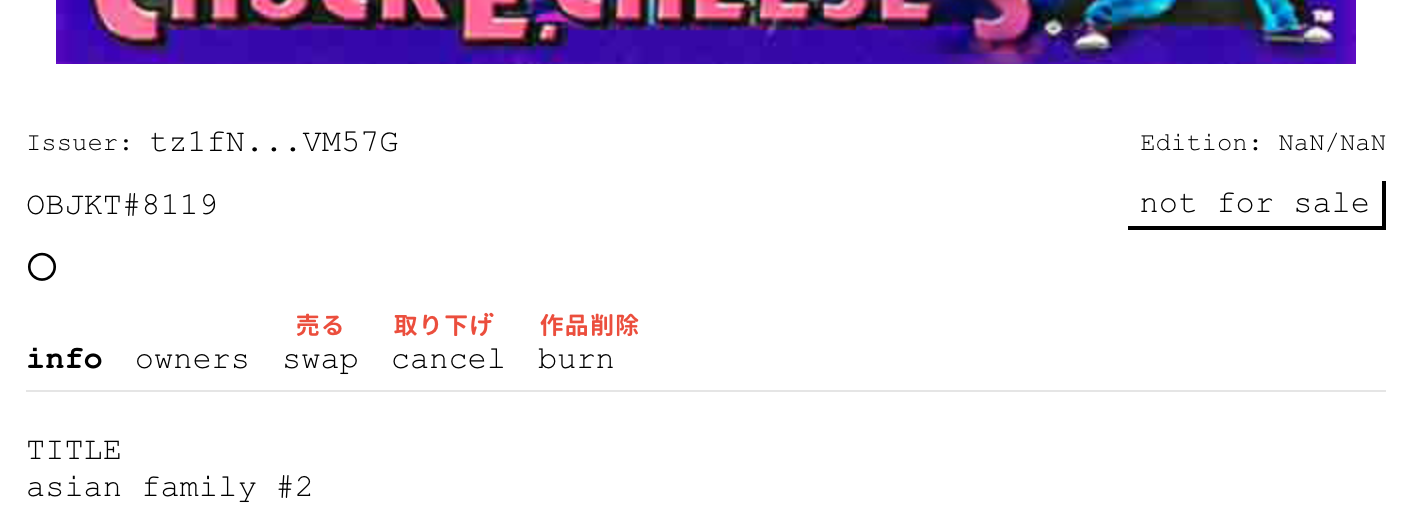 CHUCK E. CHEESE'S.
TM
Issuer: tz1fN...VM57G
Edition: NaN/NaN
OBJKT#8119
not for sale
売る 取り下げ 作品削除
info owners swap cancel burn
TITLE
asian family #2